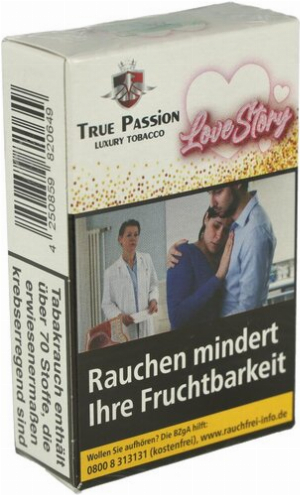 TRUE PASSION
LUXURY TOBACCO
Love Story
Rauchen mindert
Ihre Fruchtbarkeit
Wollen Sie aufhören? Die BZgA hilft:
0800 8 313131 (kostenfrei), www.rauchfrei-info.de
4 250859 820649
Tabakrauch enthält
über 70 Stoffe, die
erwiesenermaßen
krebserregend sind